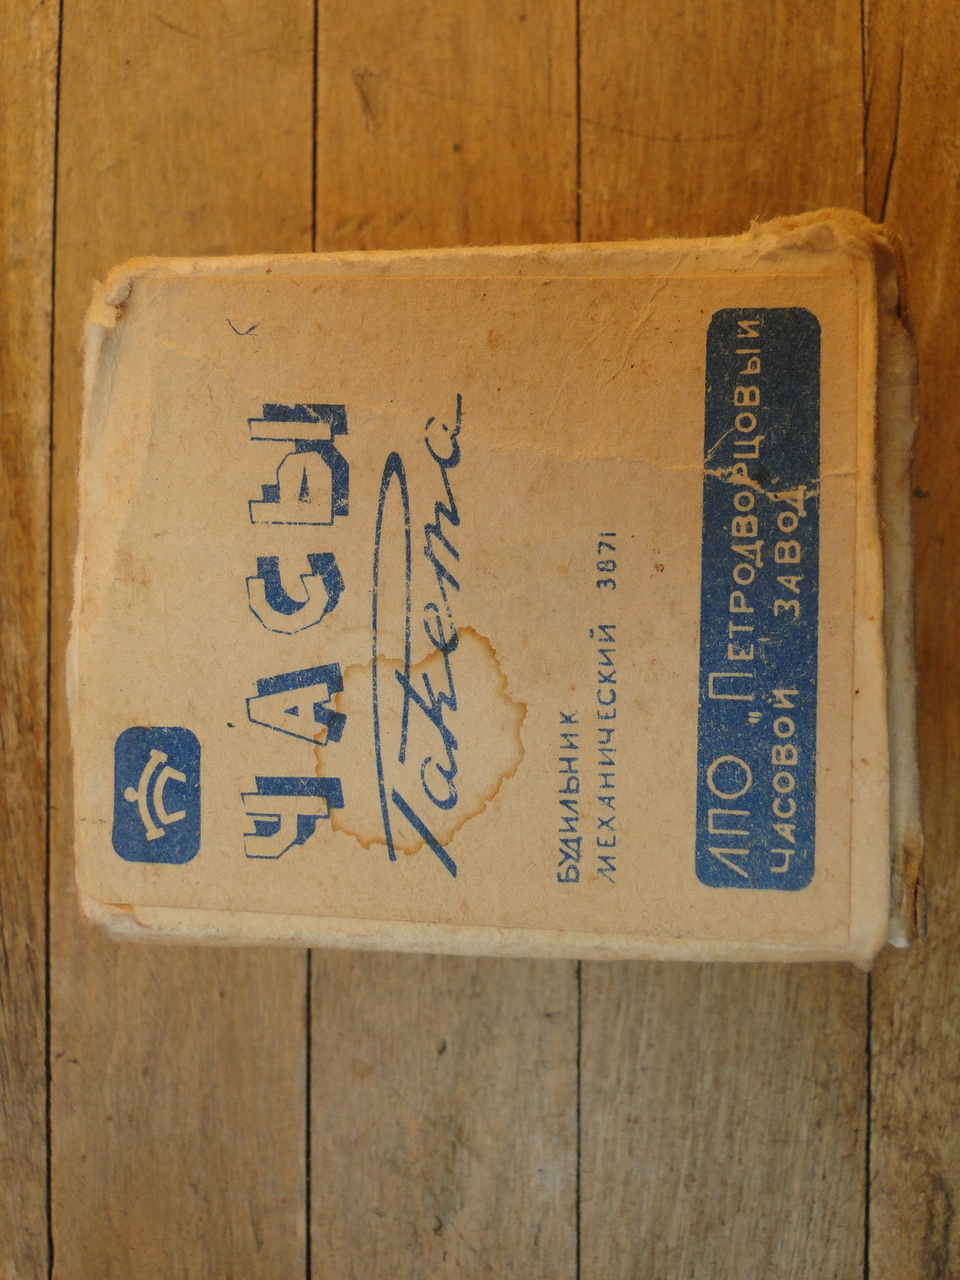 ЧАСЫ
Ракета
БУДИЛЬНИК
МЕХАНИЧЕСКИЙ 3871
ЛПО "ПЕТРОДВОРЦОВЫЙ
ЧАСОВОЙ ЗАВОД